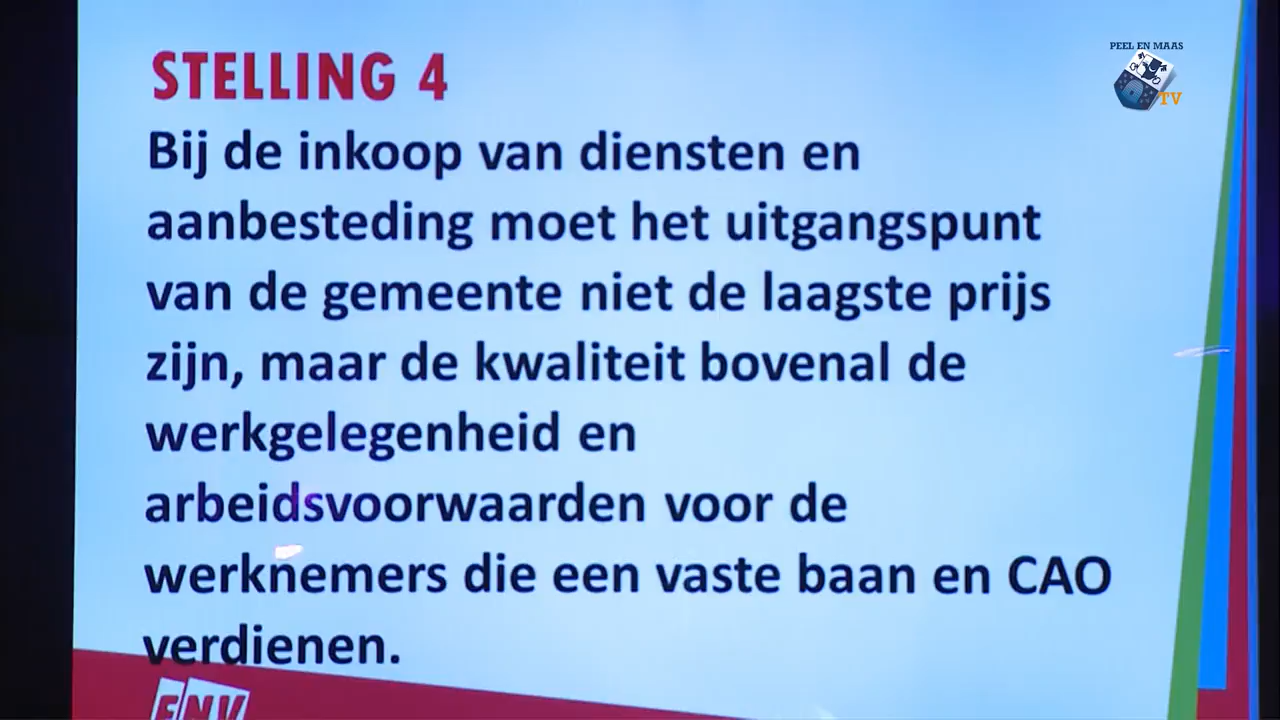 PEEL EN MAAS
TV
STELLING 4
Bij de inkoop van diensten en
aanbesteding moet het uitgangspunt
van de gemeente niet de laagste prijs
zijn, maar de kwaliteit bovenal de
werkgelegenheid en
arbeidsvoorwaarden voor de
werknemers die een vaste baan en CAO
verdienen.
FNV